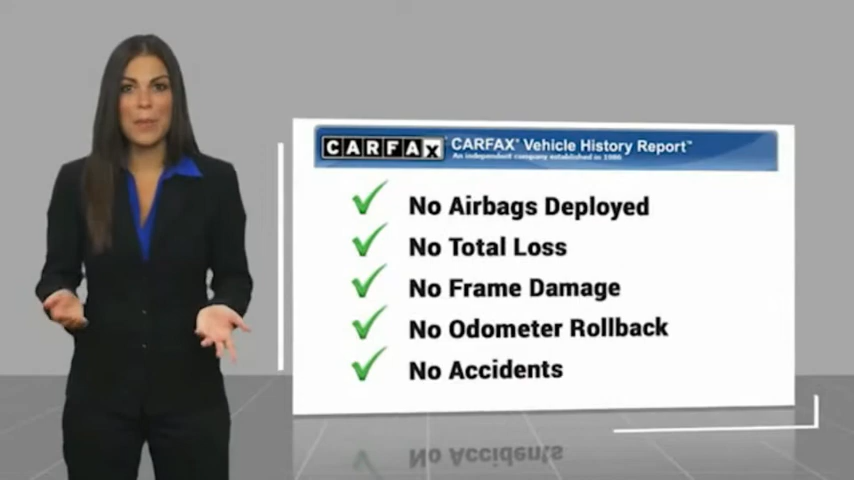 CARFAX CARFAX® Vehicle History Report™
An independent company established in 1986
No Airbags Deployed
No Total Loss
No Frame Damage
No Odometer Rollback
No Accidents
No Accidents